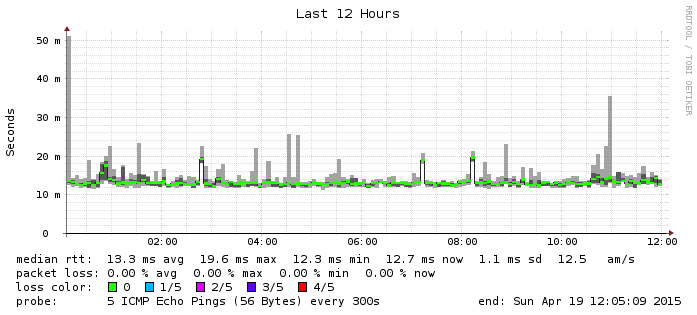 Last 12 Hours
RRDTOOL / TOBI OETIKER
Seconds
50 m
40 m
30 m
20 m
10 m
0
02:00 04:00 06:00 08:00 10:00 12:00
median rtt: 13.3 ms avg 19.6 ms max 12.3 ms min 12.7 ms now 1.1 ms sd 12.5 am/s
packet loss: 0.00 % avg 0.00 % max 0.00 % min 0.00 % now
loss color: 0 1/5 2/5 3/5 4/5
probe: 5 ICMP Echo Pings (56 Bytes) every 300s end: Sun Apr 19 12:05:09 2015